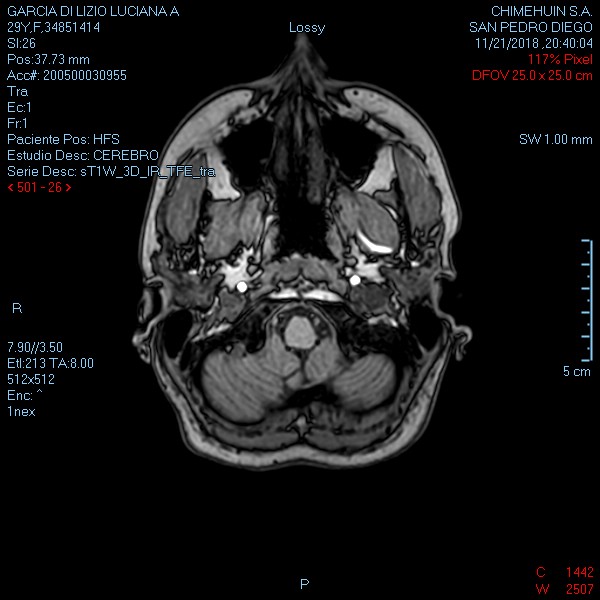 GARCIA DI LIZIO LUCIANA A
29Y,F,34851414
Sl:26
Pos:37.73 mm
Acc#: 200500030955
Tra
Ec:1
Fr:1
Paciente Pos: HFS
Estudio Desc: CEREBRO
Serie Desc: sT1W_3D_IR_TFE_tra
< 501 - 26 >
Lossy
CHIMEHUIN S.A.
SAN PEDRO DIEGO
11/21/2018 ,20:40:04
117% Pixel
DFOV 25.0 x 25.0 cm
SW 1.00 mm
R
7.90//3.50
Etl:213 TA:8.00
512x512
Enc: ^
1nex
5 cm
P
C 1442
W 2507